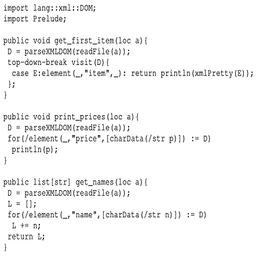 import lang::xml::DOM;
import Prelude;

public void get_first_item(loc a){
 D = parseXMLDOM(readFile(a));
 top-down-break visit(D){
  case E:element(_,"item",_): return println(xmlPretty(E));
 };
}

public void print_prices(loc a){
 D = parseXMLDOM(readFile(a));
 for(/element(_,"price",[charData(/str p)]) := D)
  println(p);
}

public list[str] get_names(loc a){
 D = parseXMLDOM(readFile(a));
 L = [];
 for(/element(_,"name",[charData(/str n)]) := D)
  L += n;
 return L;
}